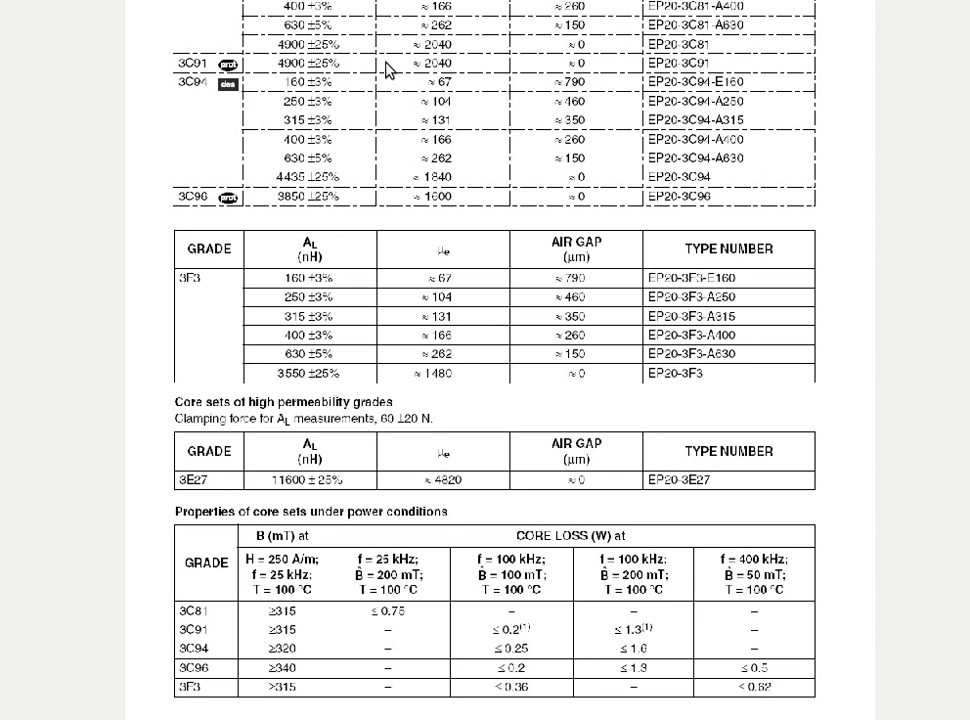 400 ±3% ≈ 166 ≈ 260 EP20-3C81-A400
630 ±5% ≈ 262 ≈ 150 EP20-3C81-A630
4900 ±25% ≈ 2040 ≈ 0 EP20-3C81
3C91 prot 4900 ±25% ≈ 2040 ≈ 0 EP20-3C91
3C94 des 160 ±3% ≈ 67 ≈ 790 EP20-3C94-E160
250 ±3% ≈ 104 ≈ 460 EP20-3C94-A250
315 ±3% ≈ 131 ≈ 350 EP20-3C94-A315
400 ±3% ≈ 166 ≈ 260 EP20-3C94-A400
630 ±5% ≈ 262 ≈ 150 EP20-3C94-A630
4435 ±25% ≈ 1840 ≈ 0 EP20-3C94
3C96 prot 3850 ±25% ≈ 1600 ≈ 0 EP20-3C96
GRADE AL (nH) μe AIR GAP (μm) TYPE NUMBER
3F3 160 ±3% ≈ 67 ≈ 790 EP20-3F3-E160
250 ±3% ≈ 104 ≈ 460 EP20-3F3-A250
315 ±3% ≈ 131 ≈ 350 EP20-3F3-A315
400 ±3% ≈ 166 ≈ 260 EP20-3F3-A400
630 ±5% ≈ 262 ≈ 150 EP20-3F3-A630
3550 ±25% ≈ 1480 ≈ 0 EP20-3F3
Core sets of high permeability grades
Clamping force for AL measurements, 60 ±20 N.
GRADE AL (nH) μe AIR GAP (μm) TYPE NUMBER
3E27 11600 ± 25% ≈ 4820 ≈ 0 EP20-3E27
Properties of core sets under power conditions
GRADE B (mT) at CORE LOSS (W) at
H = 250 A/m; f = 25 kHz; f = 100 kHz; f = 100 kHz; f = 400 kHz;
f = 25 kHz; B̂ = 200 mT; B̂ = 100 mT; B̂ = 200 mT; B̂ = 50 mT;
T = 100 °C T = 100 °C T = 100 °C T = 100 °C T = 100 °C
3C81 ≥315 ≤ 0.75 – – –
3C91 ≥315 – ≤ 0.2(1) ≤ 1.3(1) –
3C94 ≥320 – ≤ 0.25 ≤ 1.6 –
3C96 ≥340 – ≤ 0.2 ≤ 1.3 ≤ 0.5
3F3 ≥315 – ≤ 0.36 – ≤ 0.62